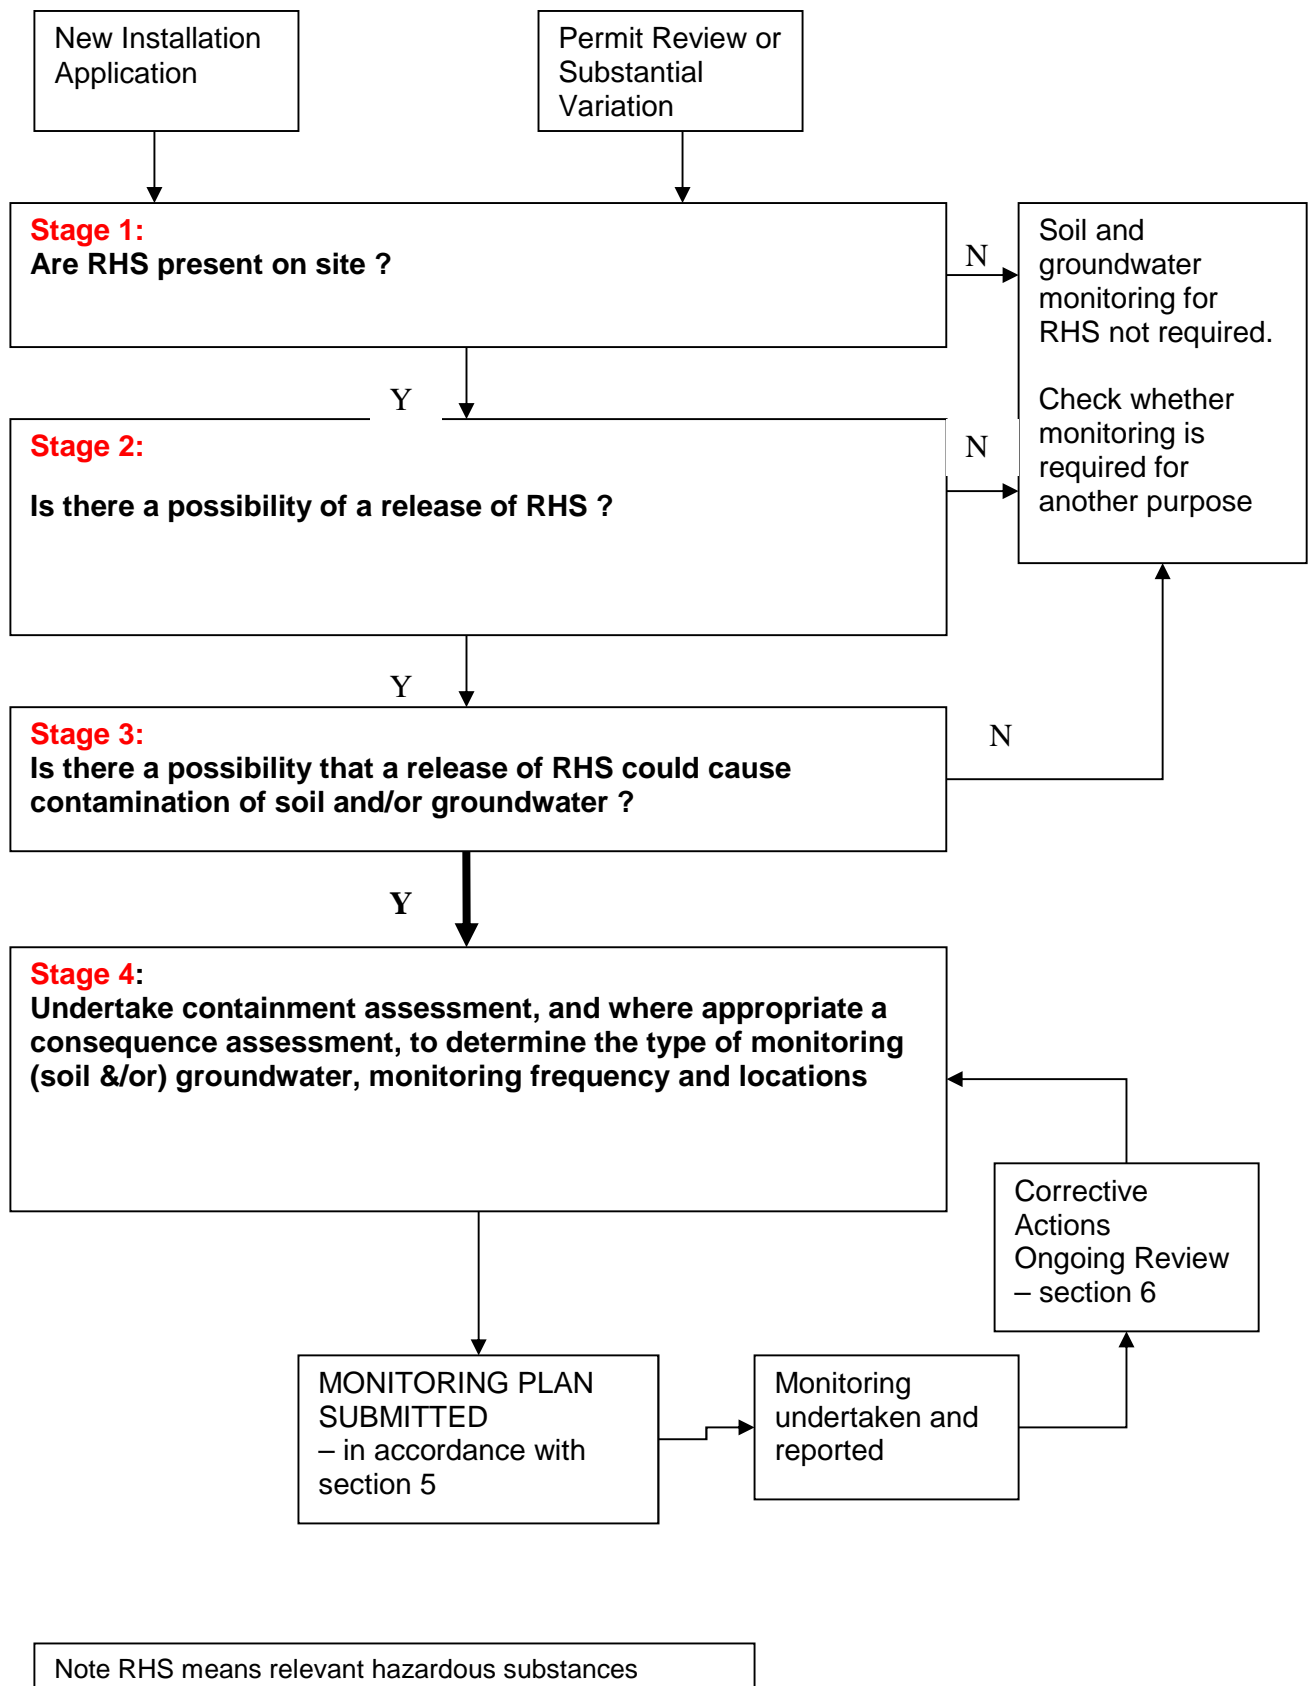 New Installation
Application
Permit Review or
Substantial
Variation
Stage 1:
Are RHS present on site ?
N
Soil and
groundwater
monitoring for
RHS not required.
Check whether
monitoring is
required for
another purpose
Y
Stage 2:
Is there a possibility of a release of RHS ?
N
Y
Stage 3:
Is there a possibility that a release of RHS could cause
contamination of soil and/or groundwater ?
N
Y
Stage 4:
Undertake containment assessment, and where appropriate a
consequence assessment, to determine the type of monitoring
(soil &/or) groundwater, monitoring frequency and locations
Corrective
Actions
Ongoing Review
– section 6
MONITORING PLAN
SUBMITTED
– in accordance with
section 5
Monitoring
undertaken and
reported
Note RHS means relevant hazardous substances